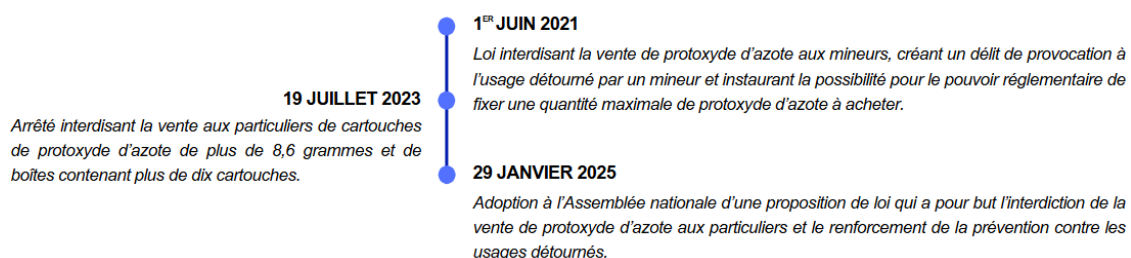 1ER JUIN 2021
Loi interdisant la vente de protoxyde d’azote aux mineurs, créant un délit de provocation à
l’usage détourné par un mineur et instaurant la possibilité pour le pouvoir réglementaire de
fixer une quantité maximale de protoxyde d’azote à acheter.
19 JUILLET 2023
Arrêté interdisant la vente aux particuliers de cartouches
de protoxyde d’azote de plus de 8,6 grammes et de
boîtes contenant plus de dix cartouches.
29 JANVIER 2025
Adoption à l’Assemblée nationale d’une proposition de loi qui a pour but l’interdiction de la
vente de protoxyde d’azote aux particuliers et le renforcement de la prévention contre les
usages détournés.